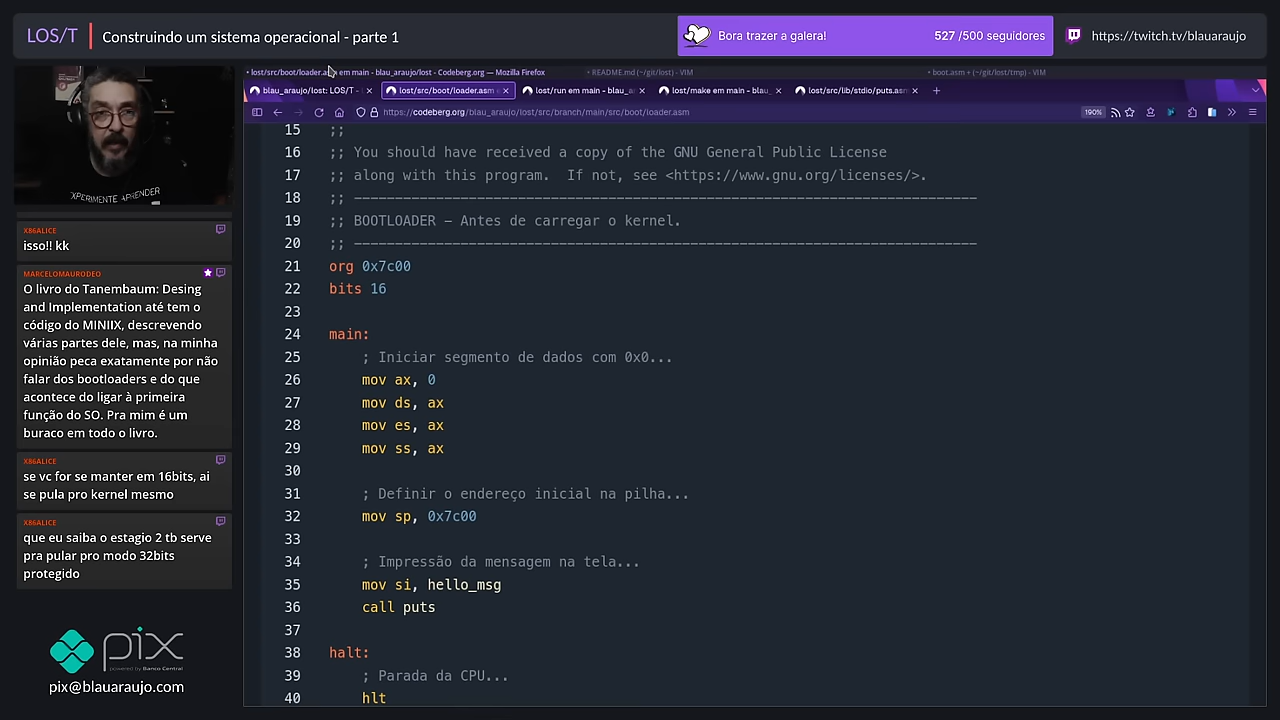 LOS/T
Construindo um sistema operacional - parte 1
Bora trazer a galera!
527 /500 seguidores
https://twitch.tv/blauaraujo
EXPERIMENTE APRENDER
X86ALICE
isso!! kk
MARCELOMAURODEO
O livro do Tanembaum: Desing
and Implementation até tem o
código do MINIIX, descrevendo
várias partes dele, mas, na minha
opinião peca exatamente por não
falar dos bootloaders e do que
acontece do ligar à primeira
função do SO. Pra mim é um
buraco em todo o livro.
X86ALICE
se vc for se manter em 16bits, ai
se pula pro kernel mesmo
X86ALICE
que eu saiba o estagio 2 tb serve
pra pular pro modo 32bits
protegido
pix
powered by Banco Central
pix@blauaraujo.com
• lost/src/boot/loader.a em main - blau_araujo/lost - Codeberg.org — Mozilla Firefox
• README.md (~/git/lost) - VIM
• boot.asm + (~/git/lost/tmp) - VIM
blau_araujo/lost: LOS/T -
lost/src/boot/loader.asm e
lost/run em main - blau_ar
lost/make em main - blau_
lost/src/lib/stdio/puts.asm
https://codeberg.org/blau_araujo/lost/src/branch/main/src/boot/loader.asm
190%
15 ;;
16 ;; You should have received a copy of the GNU General Public License
17 ;; along with this program.  If not, see <https://www.gnu.org/licenses/>.
18 ;; ----------------------------------------------------------------------------
19 ;; BOOTLOADER - Antes de carregar o kernel.
20 ;; ----------------------------------------------------------------------------
21 org 0x7c00
22 bits 16
23
24 main:
25 ; Iniciar segmento de dados com 0x0...
26 mov ax, 0
27 mov ds, ax
28 mov es, ax
29 mov ss, ax
30
31 ; Definir o endereço inicial na pilha...
32 mov sp, 0x7c00
33
34 ; Impressão da mensagem na tela...
35 mov si, hello_msg
36 call puts
37
38 halt:
39 ; Parada da CPU...
40 hlt